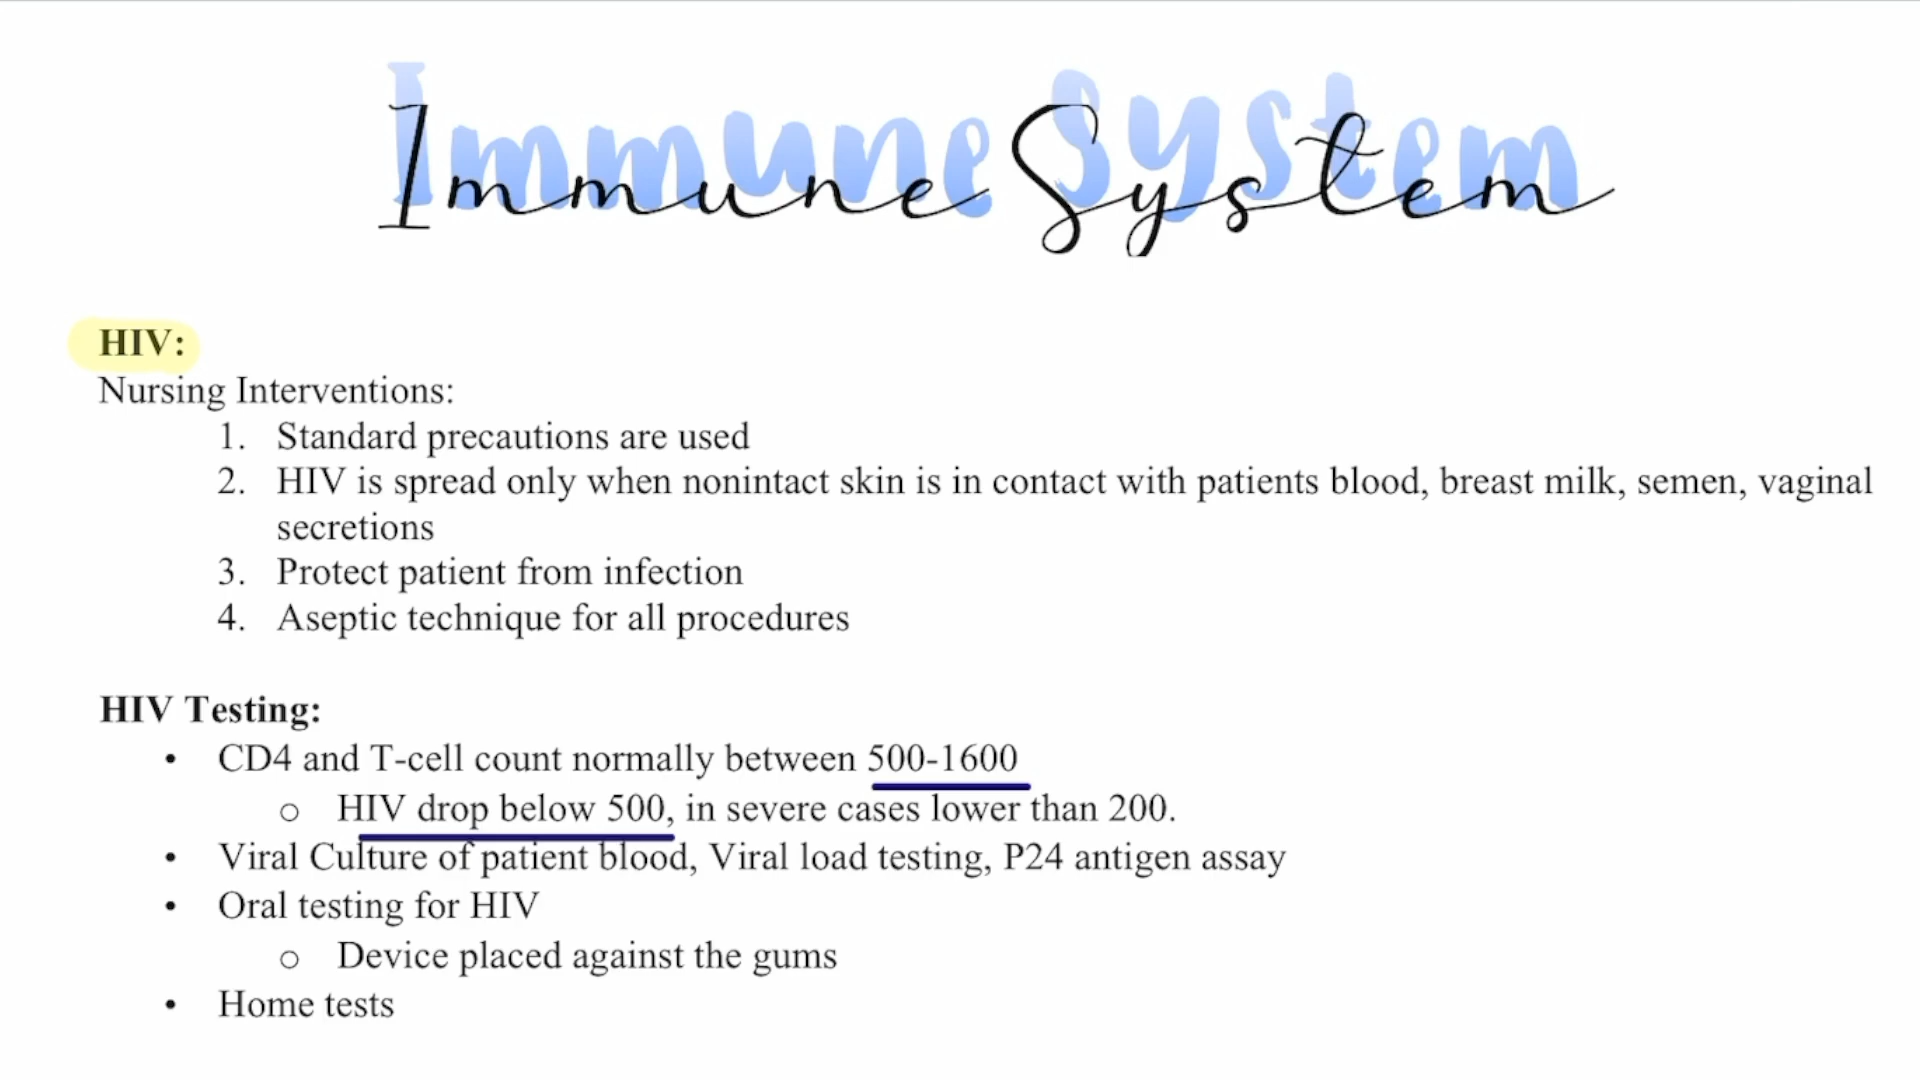 Immune System
Immune System
HIV:
Nursing Interventions:
1. Standard precautions are used
2. HIV is spread only when nonintact skin is in contact with patients blood, breast milk, semen, vaginal
secretions
3. Protect patient from infection
4. Aseptic technique for all procedures
HIV Testing:
• CD4 and T-cell count normally between 500-1600
o HIV drop below 500, in severe cases lower than 200.
• Viral Culture of patient blood, Viral load testing, P24 antigen assay
• Oral testing for HIV
o Device placed against the gums
• Home tests